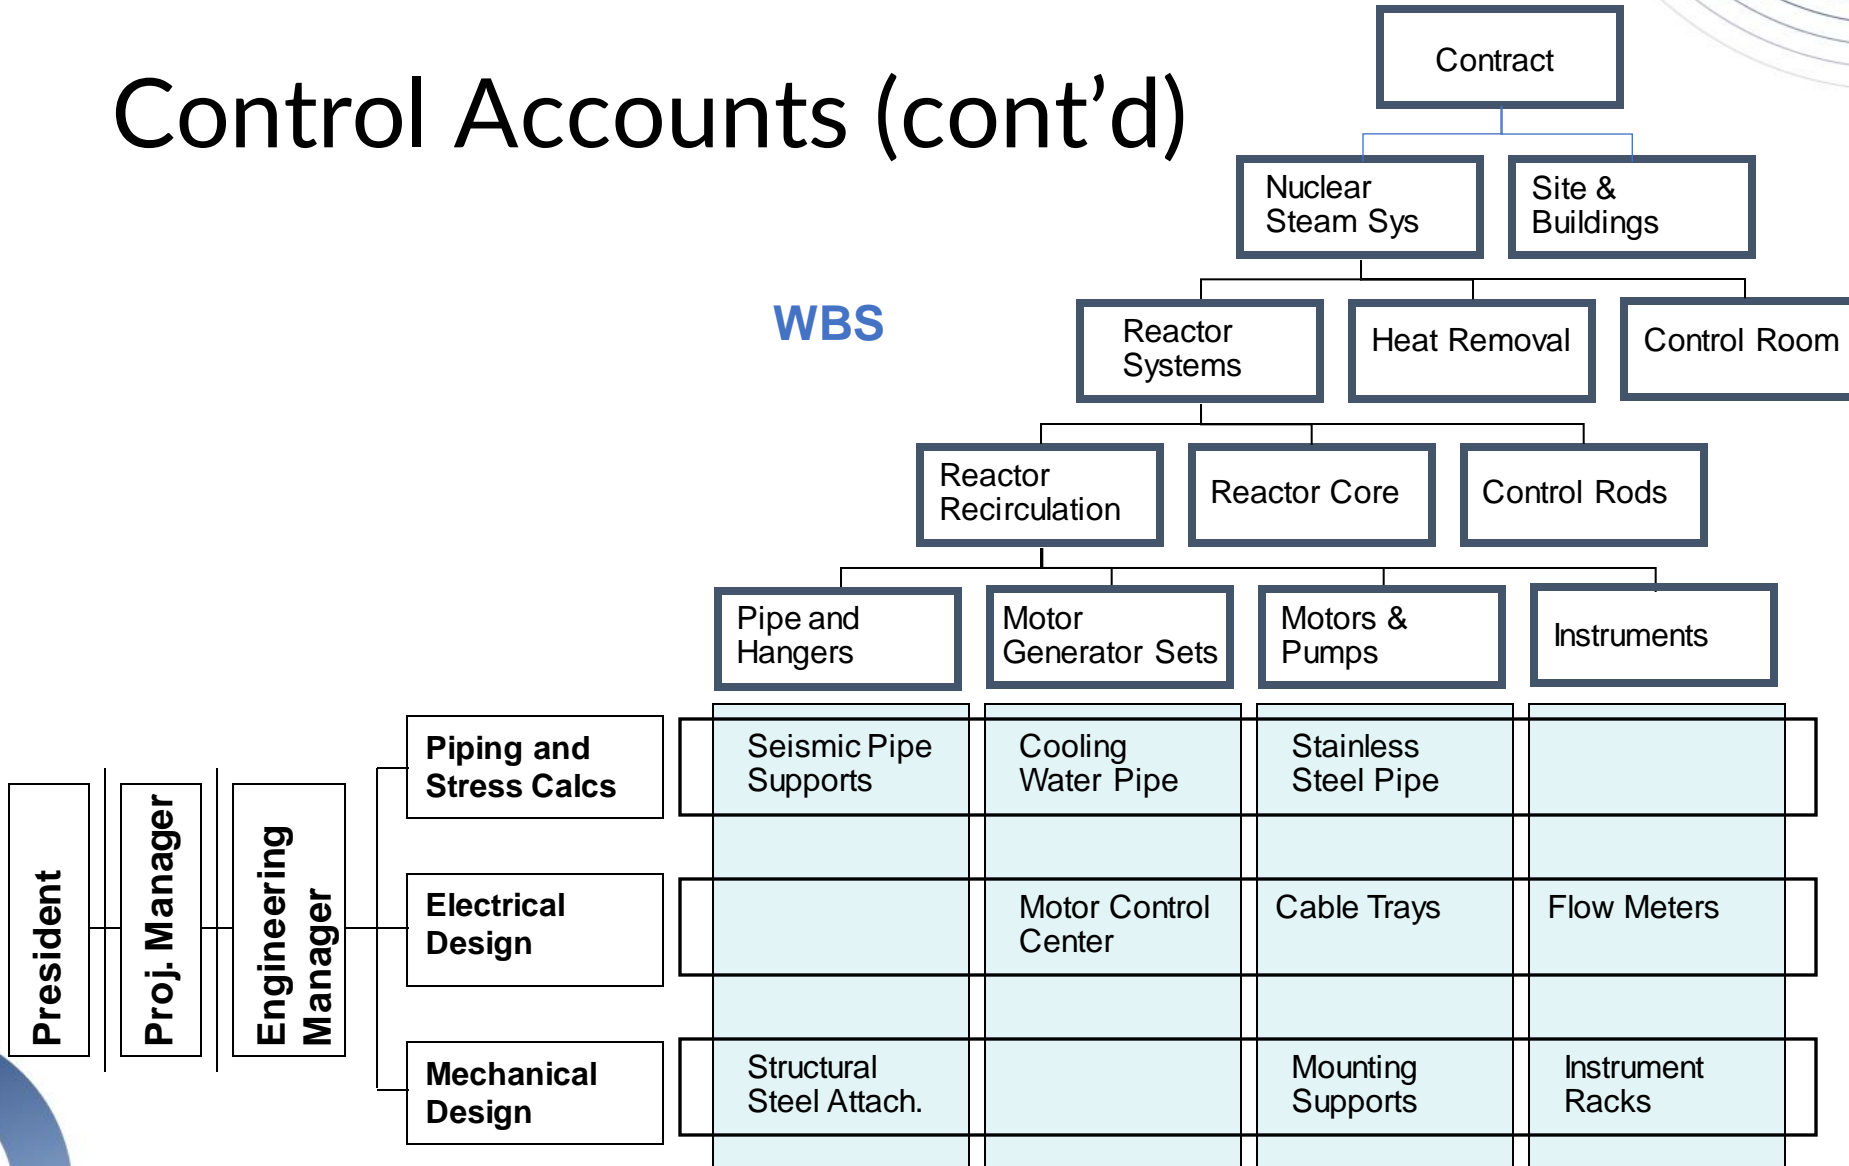 Control Accounts (cont’d)
Contract
Nuclear
Steam Sys
Site &
Buildings
WBS
Reactor
Systems
Heat Removal
Control Room
Reactor
Recirculation
Reactor Core
Control Rods
Pipe and
Hangers
Motor
Generator Sets
Motors &
Pumps
Instruments
President
Proj. Manager
Engineering
Manager
Piping and
Stress Calcs
Seismic Pipe
Supports
Cooling
Water Pipe
Stainless
Steel Pipe
Electrical
Design
Motor Control
Center
Cable Trays
Flow Meters
Mechanical
Design
Structural
Steel Attach.
Mounting
Supports
Instrument
Racks